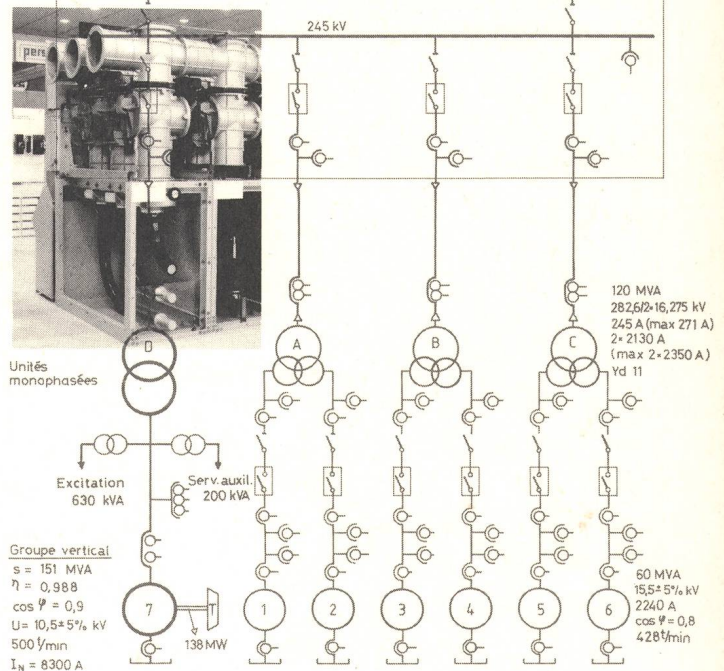 245 kV
pers
120 MVA
282,6/2×16,275 kV
245 A (max 271 A)
2× 2130 A
(max 2×2350 A)
Yd 11
D
A
B
C
Unités
monophasées
Excitation
630 kVA
Serv. auxil.
200 kVA
Groupe vertical
s = 151 MVA
η = 0,988
cos φ = 0,9
U= 10,5±5% kV
500 t/min
I_N = 8300 A
7
T
138 MW
1
2
3
4
5
6
60 MVA
15,5±5% kV
2240 A
cos φ = 0,8
428t/min